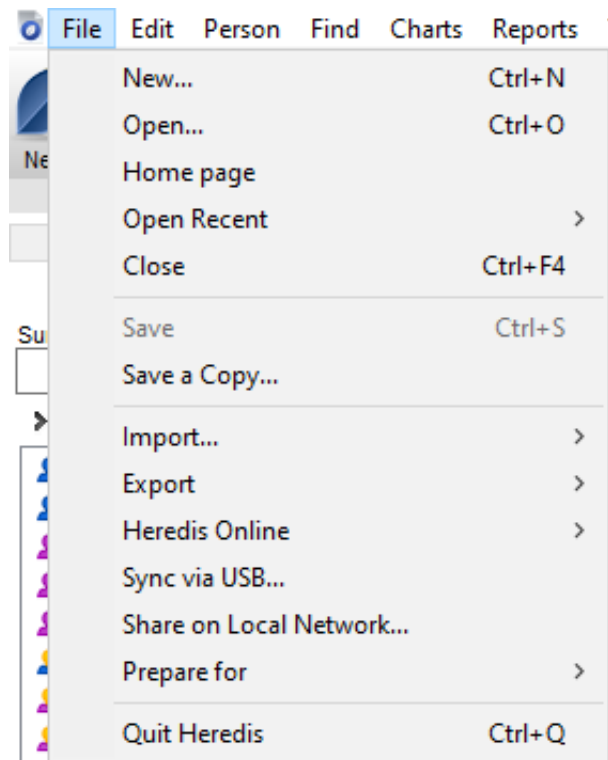 File Edit Person Find Charts Reports
New... Ctrl+N
Open... Ctrl+O
Home page
Open Recent
Close Ctrl+F4
Save Ctrl+S
Save a Copy...
Import...
Export
Heredis Online
Sync via USB...
Share on Local Network...
Prepare for
Quit Heredis Ctrl+Q